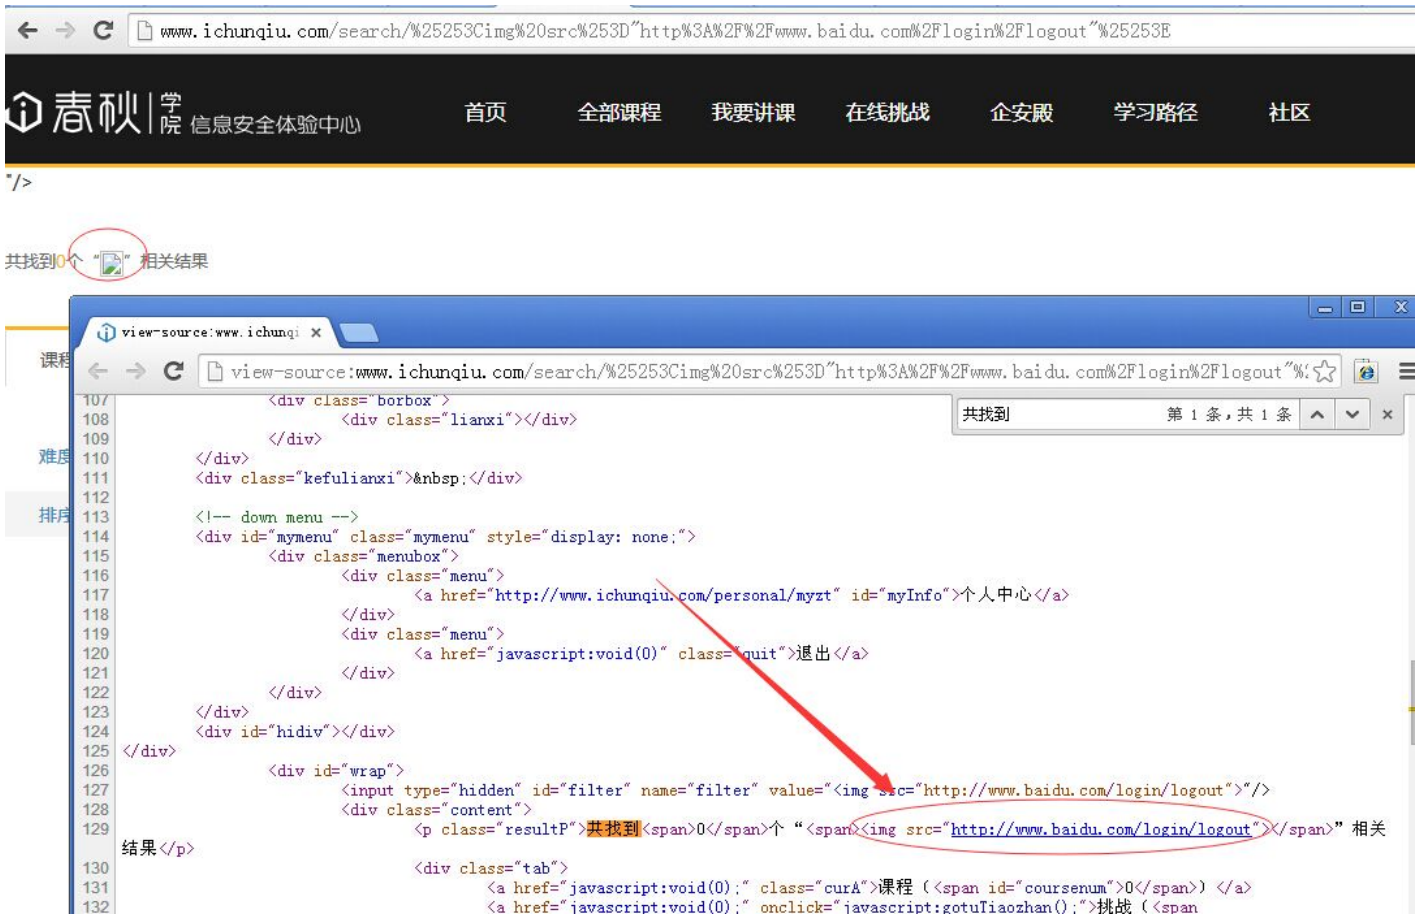 www.ichunqiu.com/search/%25253Cimg%20src%253D"http%3A%2F%2Fwww.baidu.com%2Flogin%2Flogout"%25253E
春秋 学院 信息安全体验中心 首页 全部课程 我要讲课 在线挑战 企安殿 学习路径 社区
"/>
共找到0个 “ ” 相关结果
view-source:www.ichunqi
课程
view-source:www.ichunqiu.com/search/%25253Cimg%20src%253D"http%3A%2F%2Fwww.baidu.com%2Flogin%2Flogout"%
共找到 第 1 条,共 1 条
107 <div class="borbox">
108 <div class="lianxi"></div>
109 </div>
难度
110 </div>
111 <div class="kefulianxi">&nbsp;</div>
112
排序
113 <!-- down menu -->
114 <div id="mymenu" class="mymenu" style="display: none;">
115 <div class="menubox">
116 <div class="menu">
117 <a href="http://www.ichunqiu.com/personal/myzt" id="myInfo">个人中心</a>
118 </div>
119 <div class="menu">
120 <a href="javascript:void(0)" class="quit">退出</a>
121 </div>
122 </div>
123 </div>
124 <div id="hidiv"></div>
125 </div>
126 <div id="wrap">
127 <input type="hidden" id="filter" name="filter" value="<img src="http://www.baidu.com/login/logout">"/>
128 <div class="content">
129 <p class="resultP">共找到<span>0</span>个 “<span><img src="http://www.baidu.com/login/logout"></span>” 相关
结果</p>
130 <div class="tab">
131 <a href="javascript:void(0);" class="curA">课程（<span id="coursenum">0</span>）</a>
132 <a href="javascript:void(0);" onclick="javascript:gotuTiaozhan();">挑战（<span